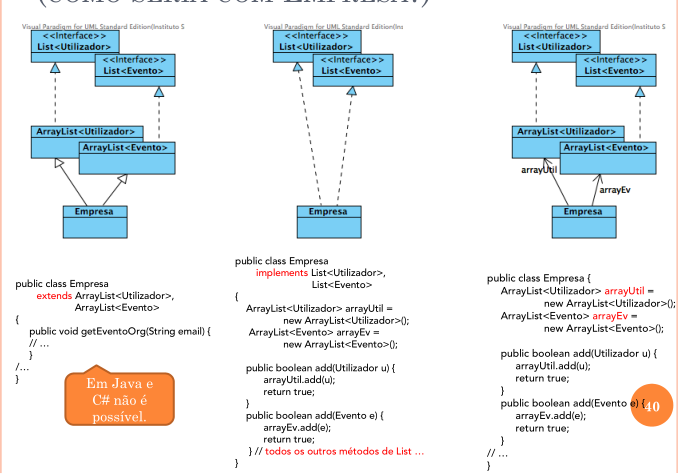 (COMO SERIA COM EMPRESA?)
Visual Paradigm for UML Standard Edition(Instituto S
<<Interface>>
List<Utilizador>
<<Interface>>
List<Evento>
ArrayList<Utilizador>
ArrayList<Evento>
Empresa
public class Empresa
extends ArrayList<Utilizador>,
ArrayList<Evento>
{
public void getEventoOrg(String email) {
// ...
}
/...
}
Em Java e
C# não é
possível.
Visual Paradigm for UML Standard Edition(Ins
<<Interface>>
List<Utilizador>
<<Interface>>
List<Evento>
Empresa
public class Empresa
implements List<Utilizador>,
List<Evento>
{
ArrayList<Utilizador> arrayUtil =
new ArrayList<Utilizador>();
ArrayList<Evento> arrayEv =
new ArrayList<Evento>();
public boolean add(Utilizador u) {
arrayUtil.add(u);
return true;
}
public boolean add(Evento e) {
arrayEv.add(e);
return true;
} // todos os outros métodos de List ...
}
Visual Paradigm for UML Standard Edition(Instituto S
<<Interface>>
List<Utilizador>
<<Interface>>
List<Evento>
ArrayList<Utilizador>
ArrayList<Evento>
arrayUtil
arrayEv
Empresa
public class Empresa {
ArrayList<Utilizador> arrayUtil =
new ArrayList<Utilizador>();
ArrayList<Evento> arrayEv =
new ArrayList<Evento>();
public boolean add(Utilizador u) {
arrayUtil.add(u);
return true;
}
public boolean add(Evento e) {
arrayEv.add(e);
return true;
}
// ...
}
40